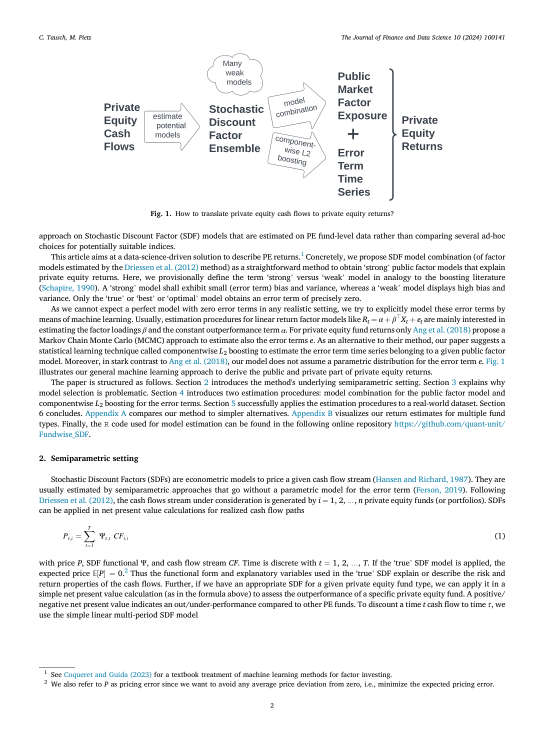 C. Tausch, M. Pietz
The Journal of Finance and Data Science 10 (2024) 100141
Many
weak
models
Private
Equity
Cash
Flows
estimate
potential
models
Stochastic
Discount
Factor
Ensemble
model
combination
component-
wise L2
boosting
Public
Market
Factor
Exposure
+
Error
Term
Time
Series
Private
Equity
Returns
Fig. 1. How to translate private equity cash flows to private equity returns?
approach on Stochastic Discount Factor (SDF) models that are estimated on PE fund-level data rather than comparing several ad-hoc
choices for potentially suitable indices.
This article aims at a data-science-driven solution to describe PE returns.¹ Concretely, we propose SDF model combination (of factor
models estimated by the Driessen et al. (2012) method) as a straightforward method to obtain 'strong' public factor models that explain
private equity returns. Here, we provisionally define the term 'strong' versus 'weak' model in analogy to the boosting literature
(Schapire, 1990). A 'strong' model shall exhibit small (error term) bias and variance, whereas a 'weak' model displays high bias and
variance. Only the 'true' or 'best' or 'optimal' model obtains an error term of precisely zero.
As we cannot expect a perfect model with zero error terms in any realistic setting, we try to explicitly model these error terms by
means of machine learning. Usually, estimation procedures for linear return factor models like Rₜ = α + β⊤Xₜ + eₜ are mainly interested in
estimating the factor loadings β and the constant outperformance term α. For private equity fund returns only Ang et al. (2018) propose a
Markov Chain Monte Carlo (MCMC) approach to estimate also the error terms e. As an alternative to their method, our paper suggests a
statistical learning technique called componentwise L₂ boosting to estimate the error term time series belonging to a given public factor
model. Moreover, in stark contrast to Ang et al. (2018), our model does not assume a parametric distribution for the error term e. Fig. 1
illustrates our general machine learning approach to derive the public and private part of private equity returns.
The paper is structured as follows. Section 2 introduces the method's underlying semiparametric setting. Section 3 explains why
model selection is problematic. Section 4 introduces two estimation procedures: model combination for the public factor model and
componentwise L₂ boosting for the error terms. Section 5 successfully applies the estimation procedures to a real-world dataset. Section
6 concludes. Appendix A compares our method to simpler alternatives. Appendix B visualizes our return estimates for multiple fund
types. Finally, the R code used for model estimation can be found in the following online repository https://github.com/quant-unit/
Fundwise_SDF.
2. Semiparametric setting
Stochastic Discount Factors (SDFs) are econometric models to price a given cash flow stream (Hansen and Richard, 1987). They are
usually estimated by semiparametric approaches that go without a parametric model for the error term (Ferson, 2019). Following
Driessen et al. (2012), the cash flows stream under consideration is generated by i = 1, 2, ..., n private equity funds (or portfolios). SDFs
can be applied in net present value calculations for realized cash flow paths
P_{τ,i} = ∑_{t=1}^{T} Ψ_{τ,t} CF_{t,i} (1)
with price P, SDF functional Ψ, and cash flow stream CF. Time is discrete with t = 1, 2, ..., T. If the 'true' SDF model is applied, the
expected price 𝔼[P] = 0.² Thus the functional form and explanatory variables used in the 'true' SDF explain or describe the risk and
return properties of the cash flows. Further, if we have an appropriate SDF for a given private equity fund type, we can apply it in a
simple net present value calculation (as in the formula above) to assess the outperformance of a specific private equity fund. A positive/
negative net present value indicates an out/under-performance compared to other PE funds. To discount a time t cash flow to time τ, we
use the simple linear multi-period SDF model
¹ See Coqueret and Guida (2023) for a textbook treatment of machine learning methods for factor investing.
² We also refer to P as pricing error since we want to avoid any average price deviation from zero, i.e., minimize the expected pricing error.
2